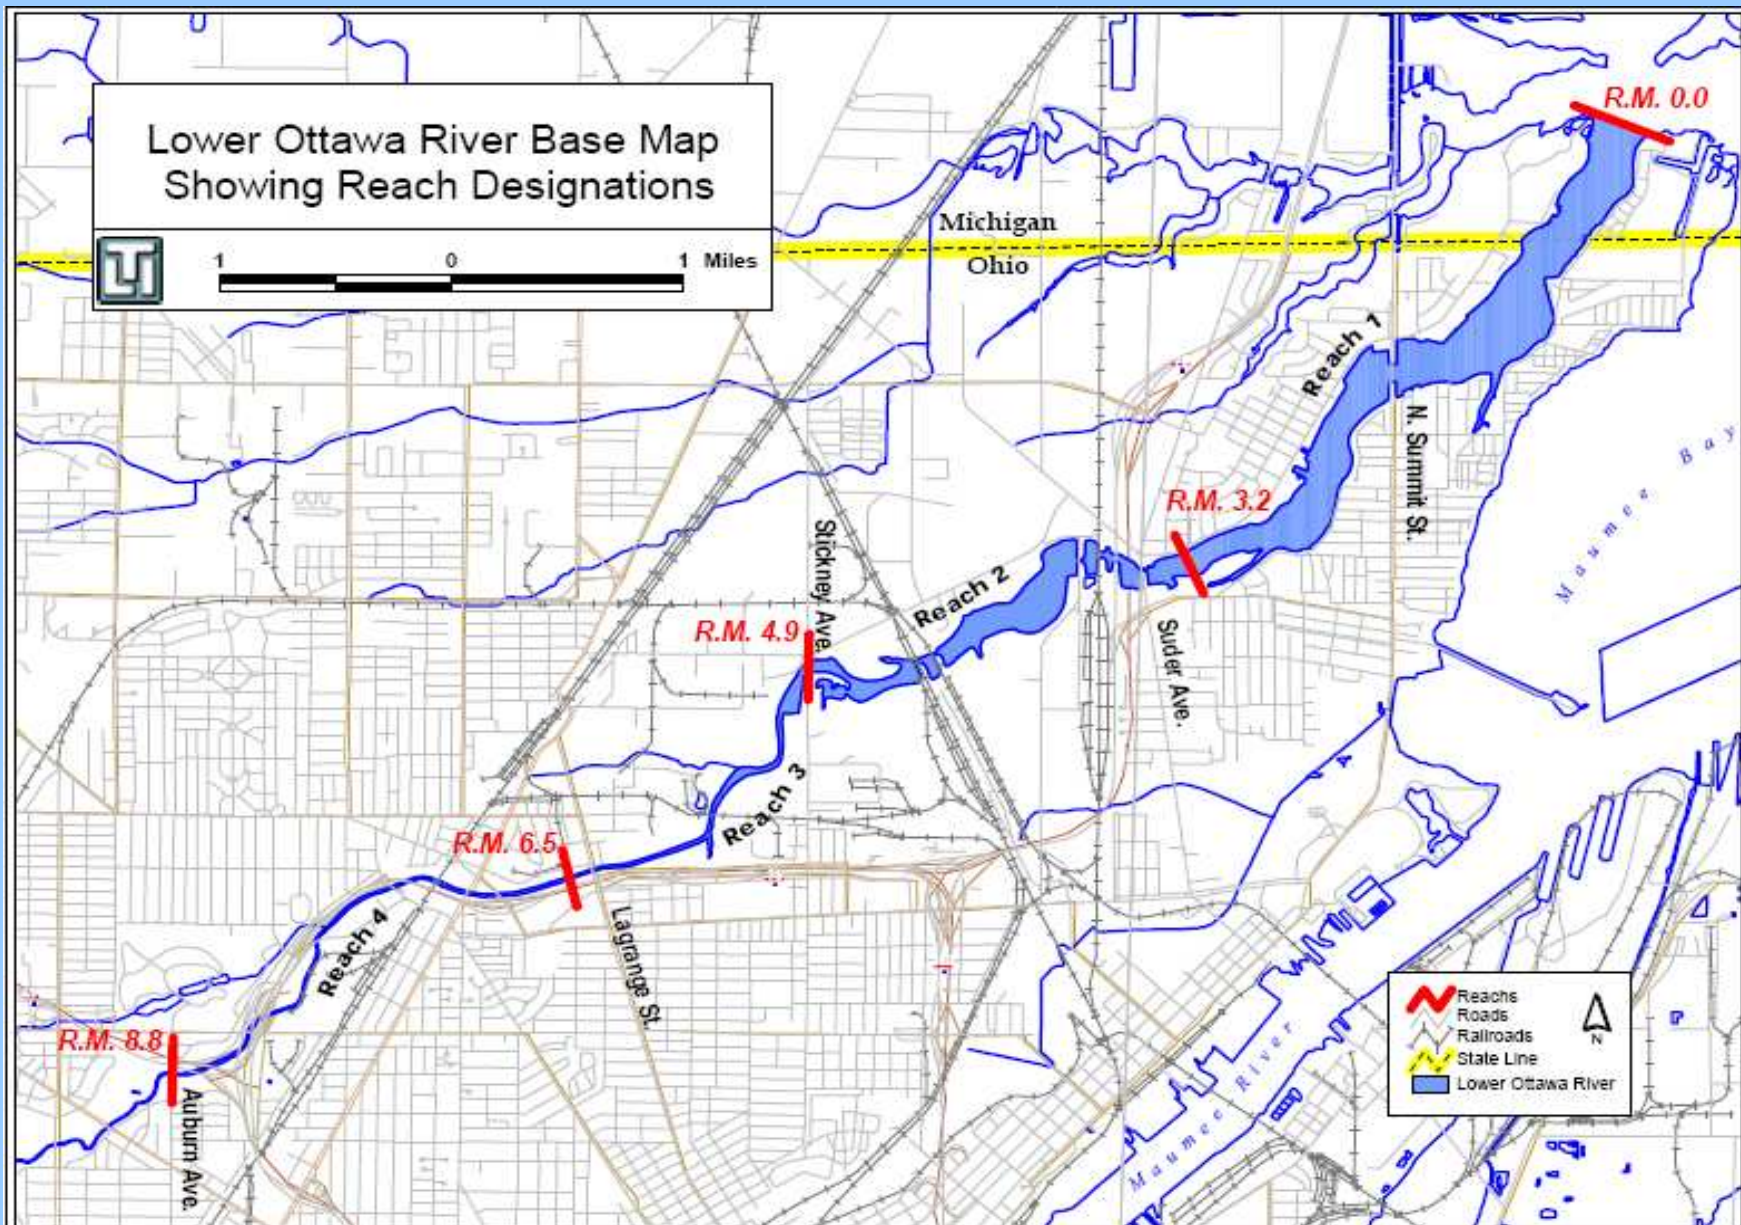 Lower Ottawa River Base Map
Showing Reach Designations
1 0 1 Miles
R.M. 0.0
Michigan
Ohio
Reach 1
N. Summit St.
Maumee Bay
R.M. 3.2
Stickney Ave.
Reach 2
R.M. 4.9
Suder Ave.
Reach 3
R.M. 6.5
Lagrange St.
Reach 4
R.M. 8.8
Auburn Ave.
Maumee River
Reachs
Roads
Railroads
State Line
Lower Ottawa River
N